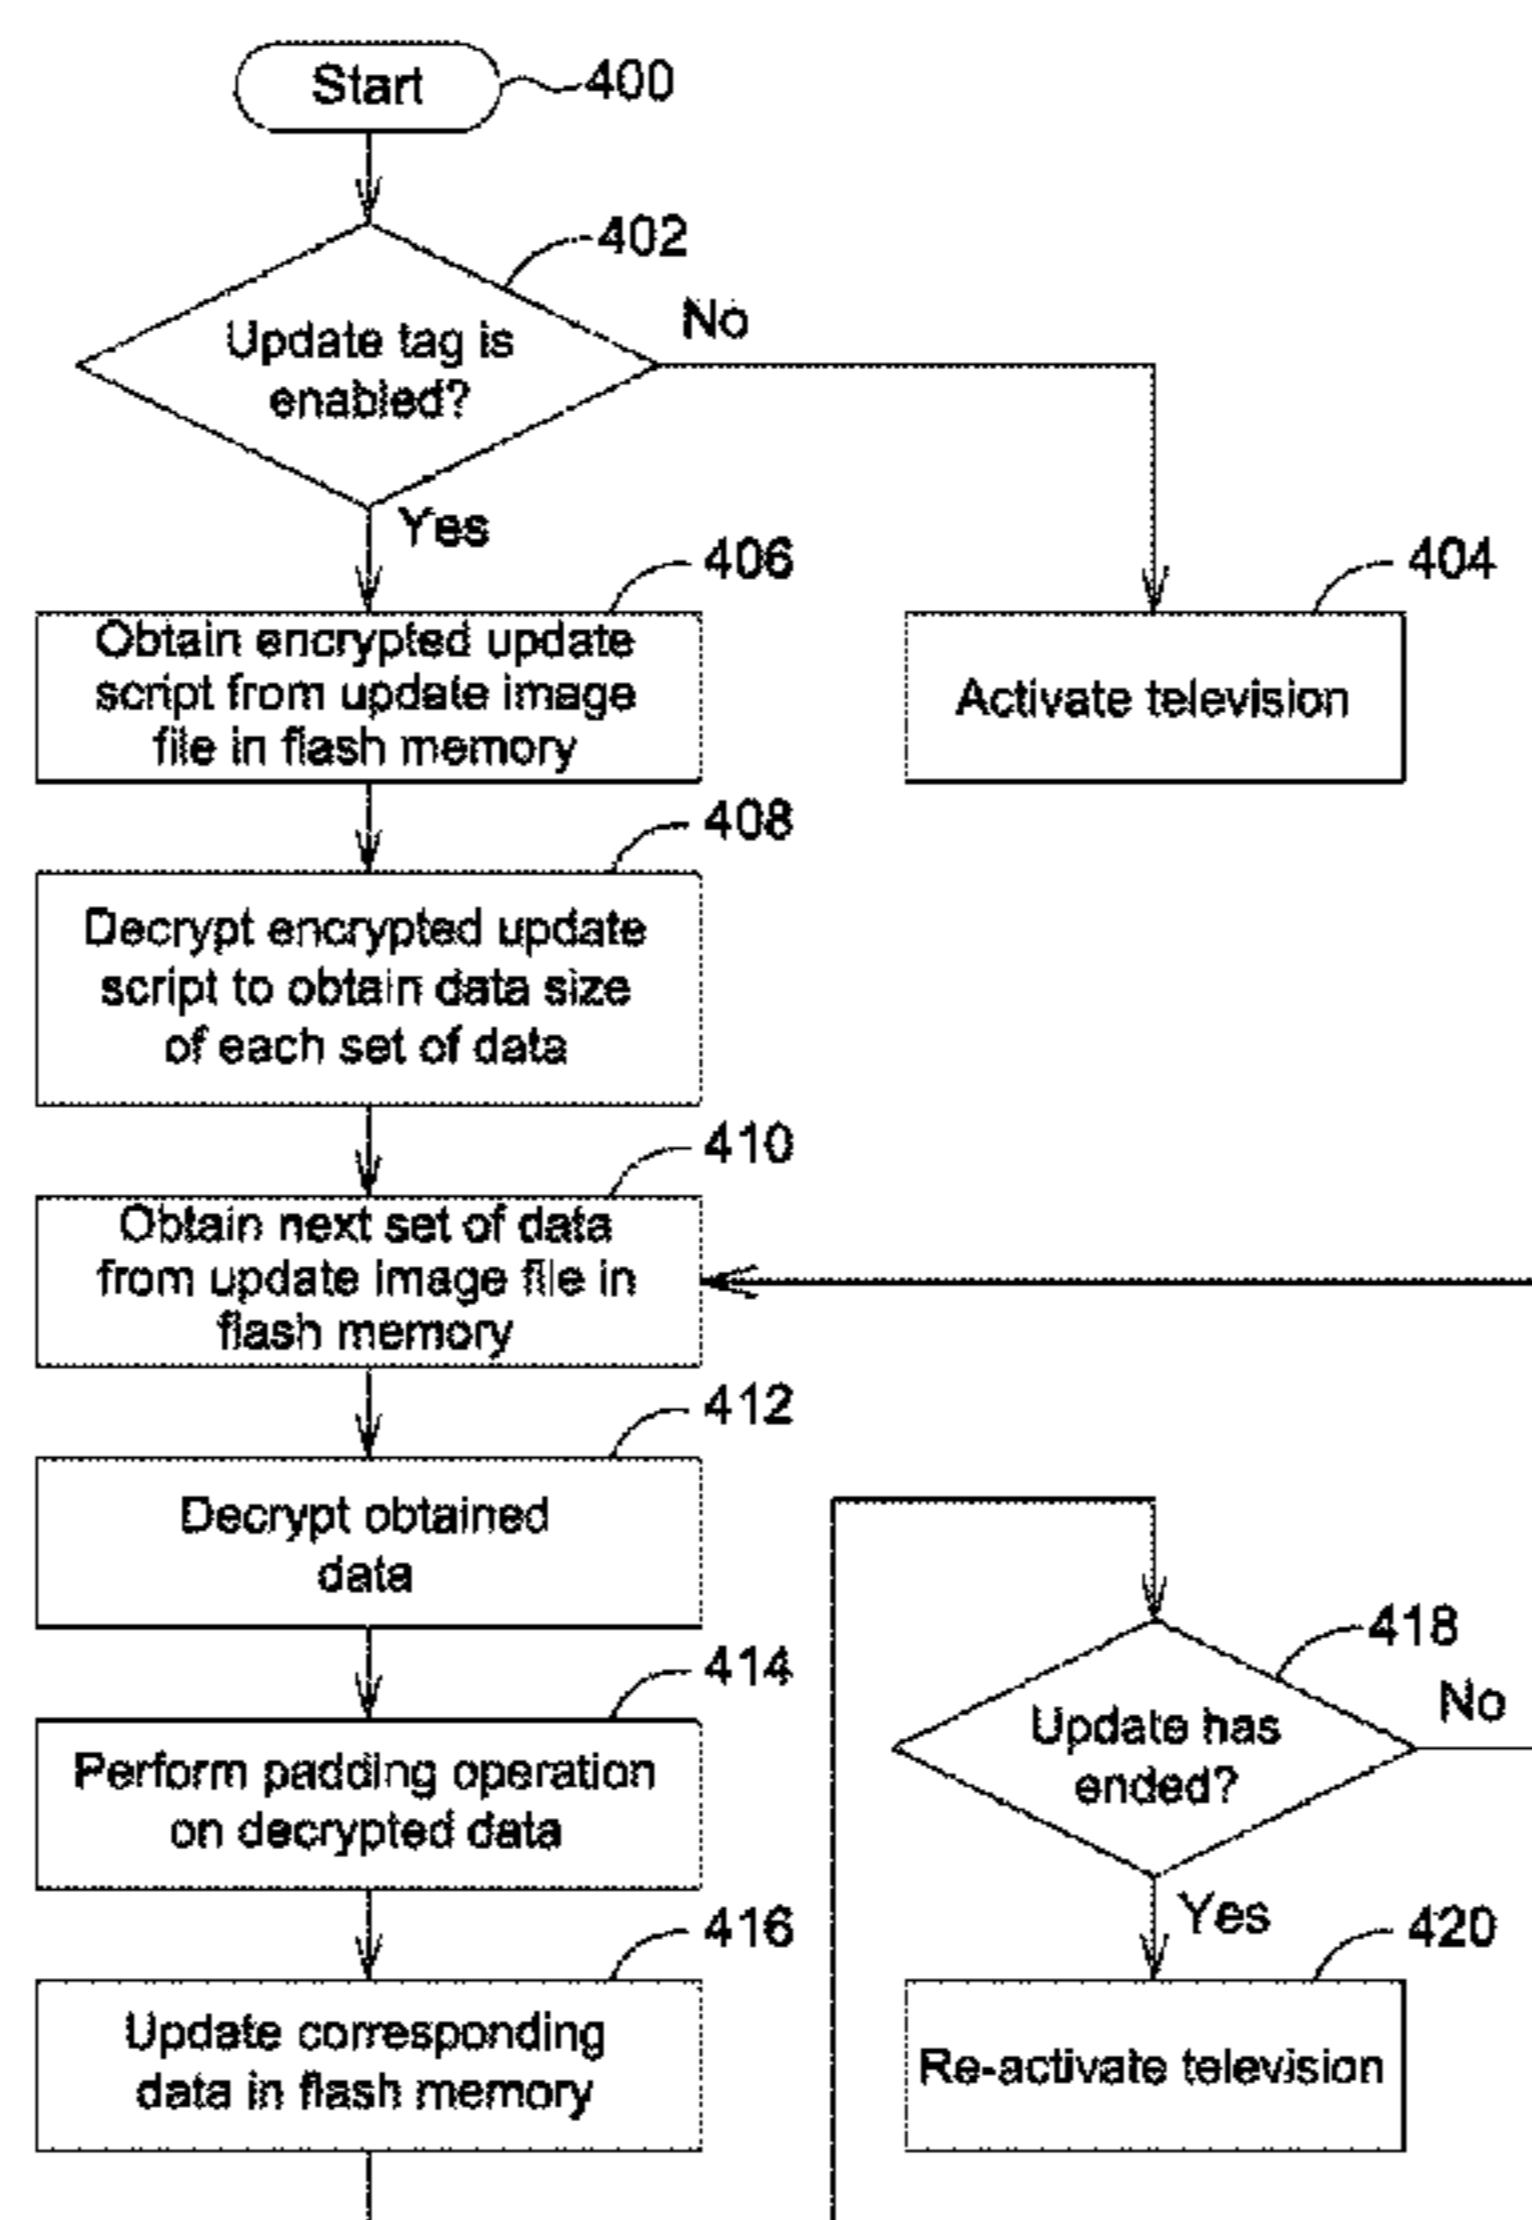 Start
400
402
Update tag is
enabled?
No
Yes
406
Obtain encrypted update
script from update image
file in flash memory
404
Activate television
408
Decrypt encrypted update
script to obtain data size
of each set of data
410
Obtain next set of data
from update image file in
flash memory
412
Decrypt obtained
data
414
Perform padding operation
on decrypted data
416
Update corresponding
data in flash memory
418
Update has
ended?
No
Yes
420
Re-activate television